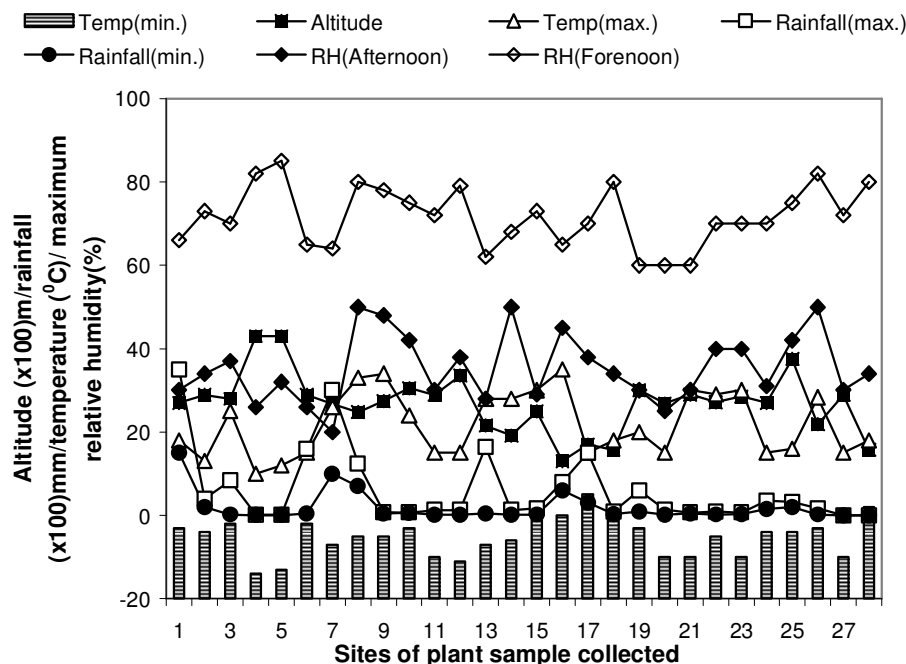 Temp(min.) Altitude Temp(max.) Rainfall(max.)
Rainfall(min.) RH(Afternoon) RH(Forenoon)
Altitude (x100)m/rainfall
(x100)mm/temperature (⁰C)/ maximum
relative humidity(%)
100
80
60
40
20
0
-20
1 3 5 7 9 11 13 15 17 19 21 23 25 27
Sites of plant sample collected